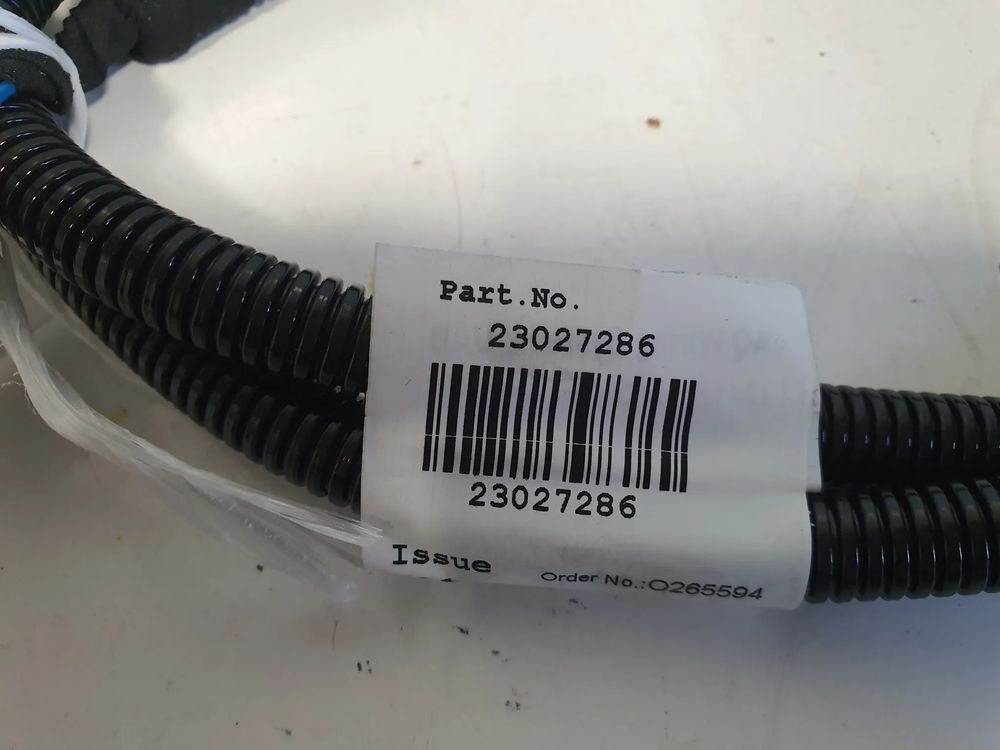 Part.No.
23027286
23027286
Issue
Order No.:O265594